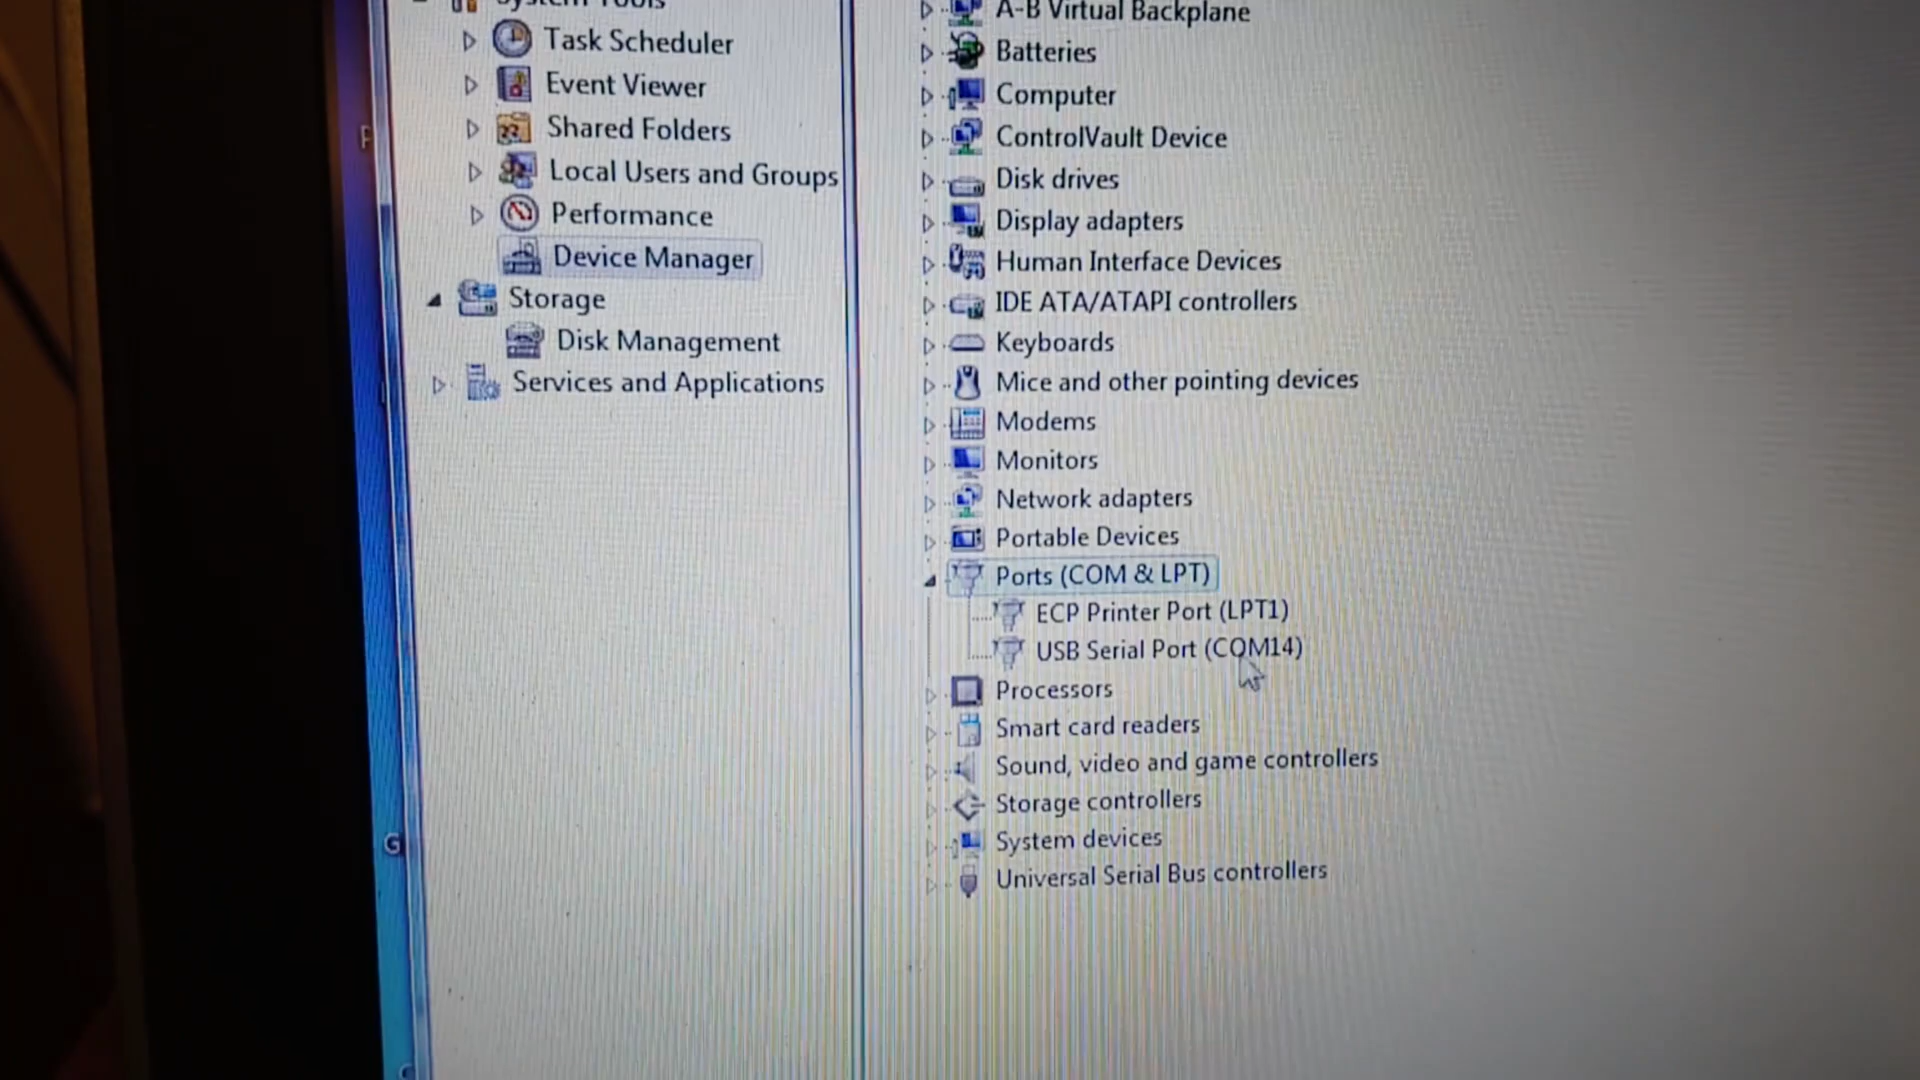 System Tools
Task Scheduler
Event Viewer
Shared Folders
Local Users and Groups
Performance
Device Manager
Storage
Disk Management
Services and Applications
A-B Virtual Backplane
Batteries
Computer
ControlVault Device
Disk drives
Display adapters
Human Interface Devices
IDE ATA/ATAPI controllers
Keyboards
Mice and other pointing devices
Modems
Monitors
Network adapters
Portable Devices
Ports (COM & LPT)
ECP Printer Port (LPT1)
USB Serial Port (COM14)
Processors
Smart card readers
Sound, video and game controllers
Storage controllers
System devices
Universal Serial Bus controllers
F
G